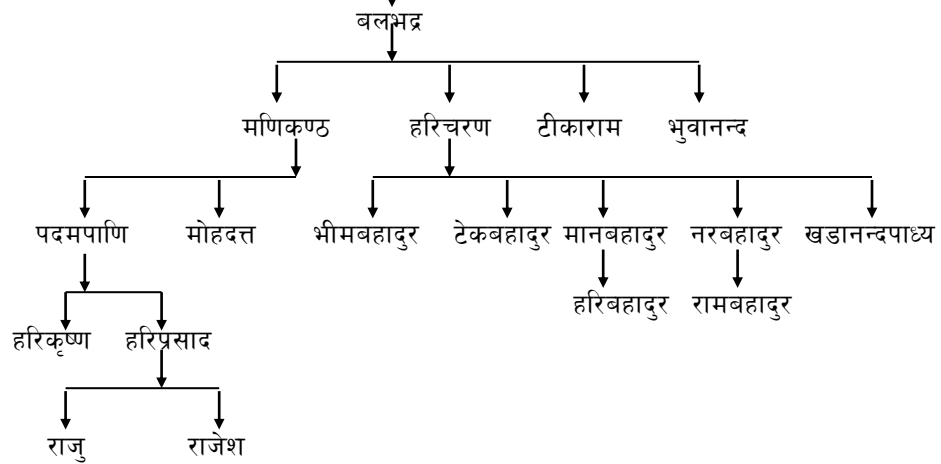 बलभद्र
मणिकण्ठ हरिचरण टीकाराम भुवानन्द
पदमपाणि मोहदत्त भीमबहादुर टेकबहादुर मानबहादुर नरबहादुर खडानन्दपाध्य
हरिबहादुर रामबहादुर
हरिकृष्ण हरिप्रसाद
राजु राजेश